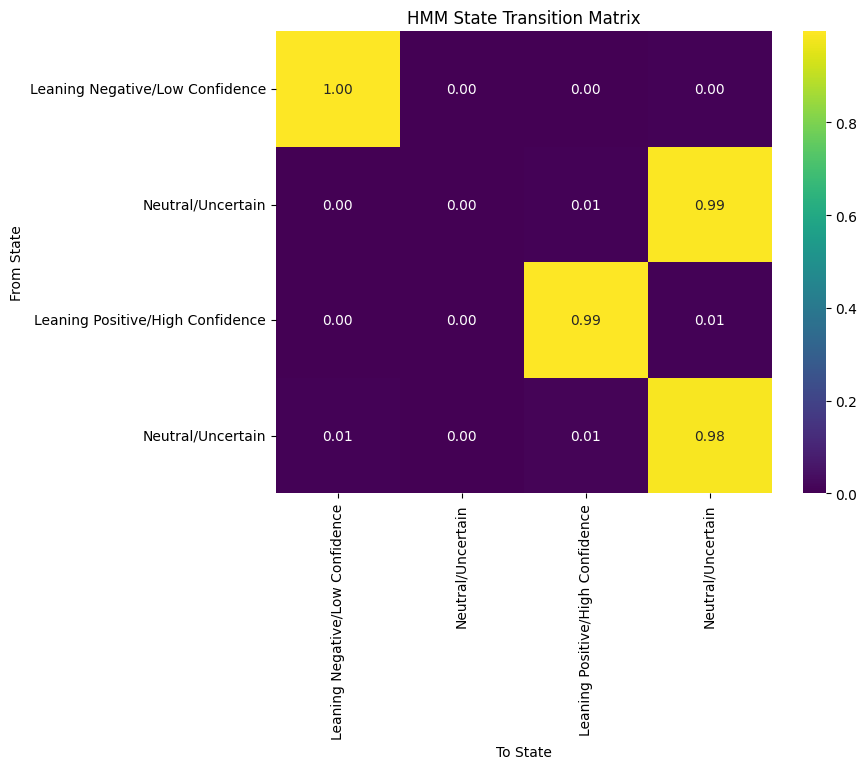 HMM State Transition Matrix
Leaning Negative/Low Confidence
1.00 0.00 0.00 0.00
Neutral/Uncertain
0.00 0.00 0.01 0.99
Leaning Positive/High Confidence
0.00 0.00 0.99 0.01
Neutral/Uncertain
0.01 0.00 0.01 0.98
From State
Leaning Negative/Low Confidence
Neutral/Uncertain
Leaning Positive/High Confidence
Neutral/Uncertain
To State
0.8
0.6
0.4
0.2
0.0